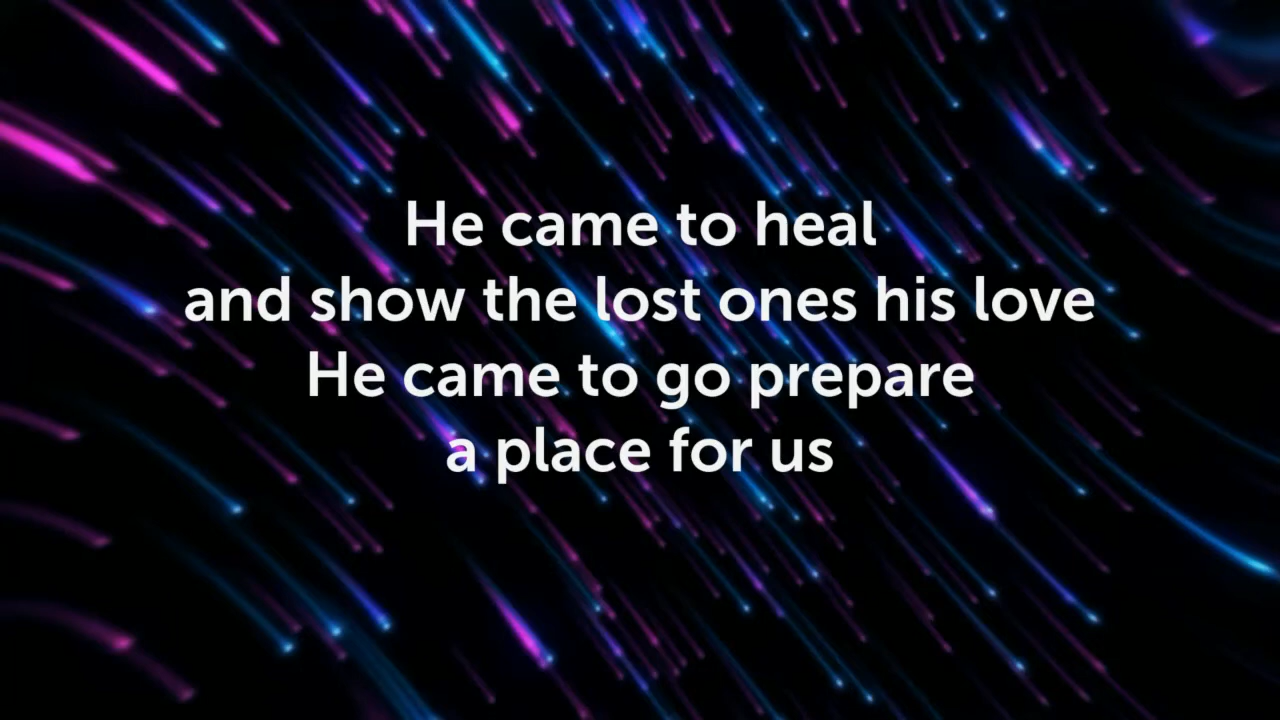 He came to heal
and show the lost ones his love
He came to go prepare
a place for us